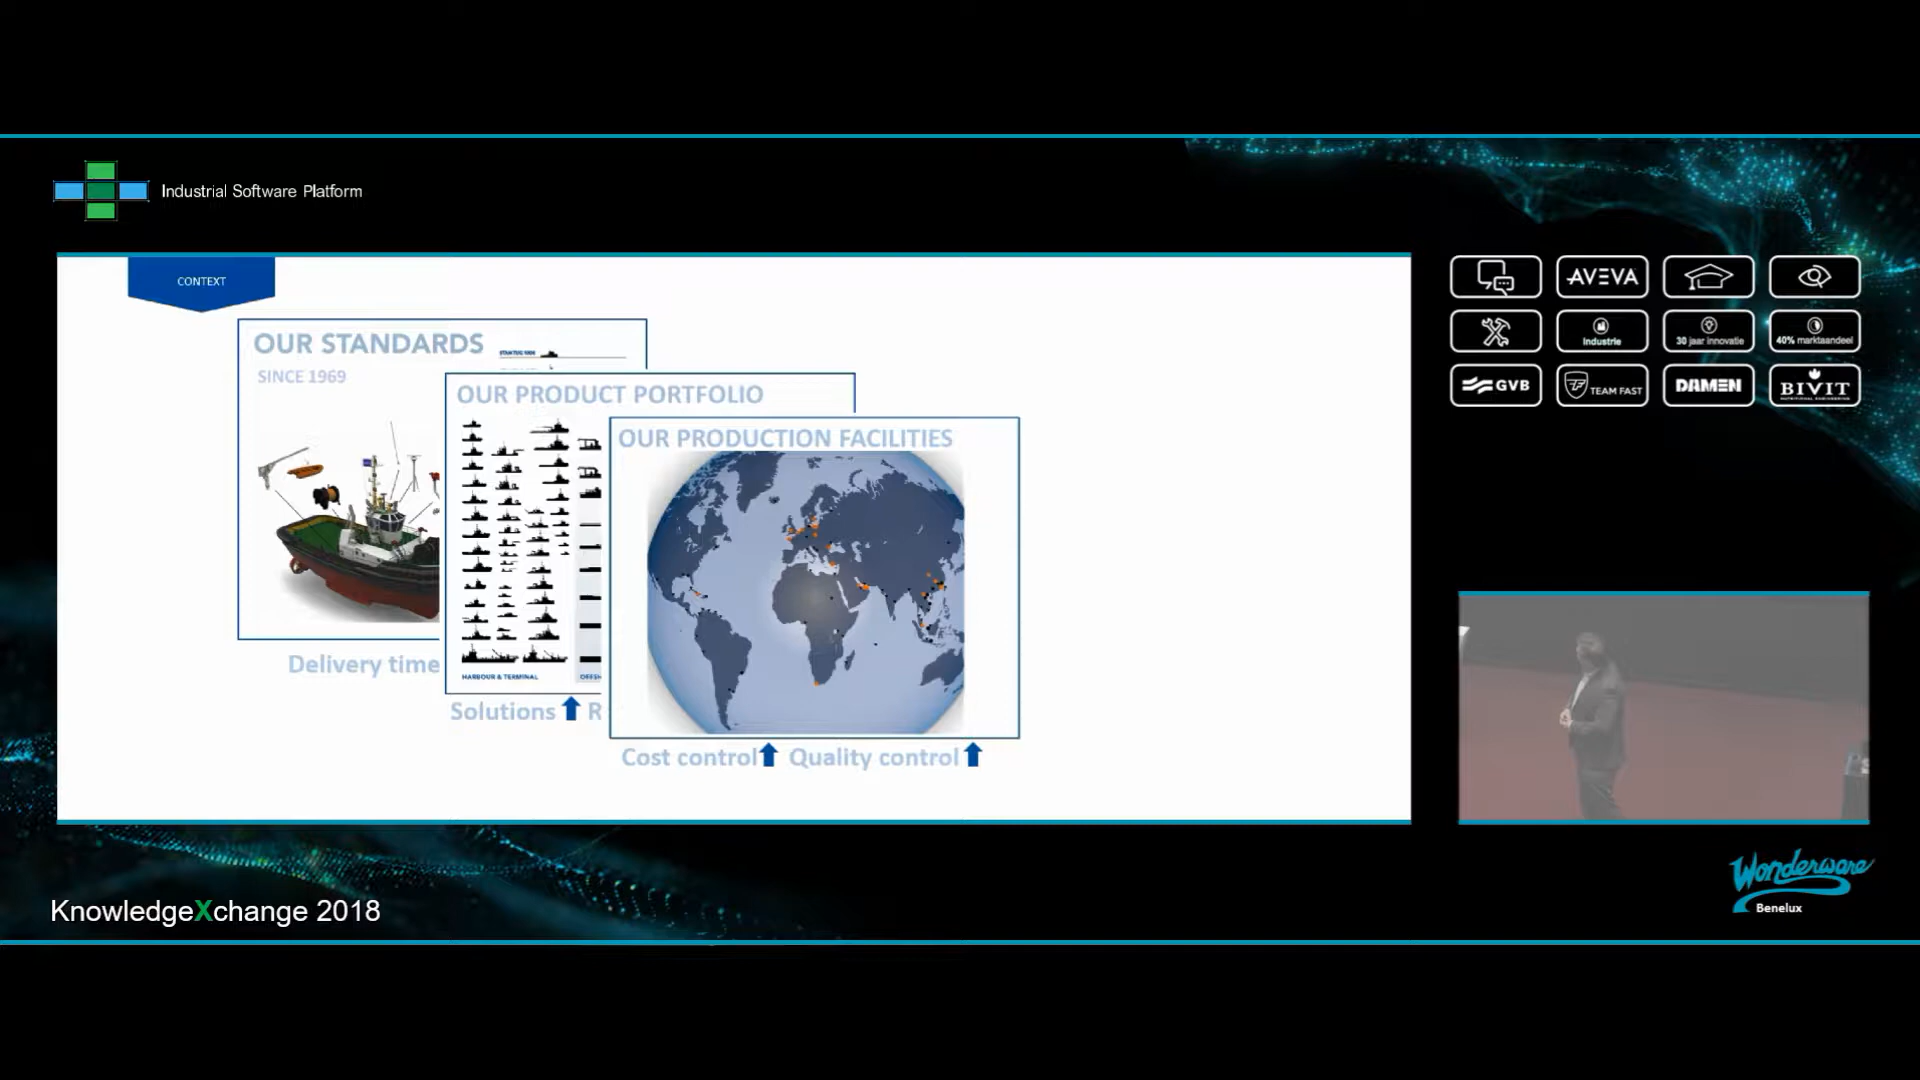 Industrial Software Platform
CONTEXT
OUR STANDARDS
SINCE 1969
OUR PRODUCT PORTFOLIO
OUR PRODUCTION FACILITIES
HARBOUR & TERMINAL
Delivery time
Solutions
Cost control
Quality control
AVEVA
Industrie
30 jaar innovatie
40% marktaandeel
GVB
TEAM FAST
DAMEN
BIVIT
KnowledgeXchange 2018
Wonderware
Benelux